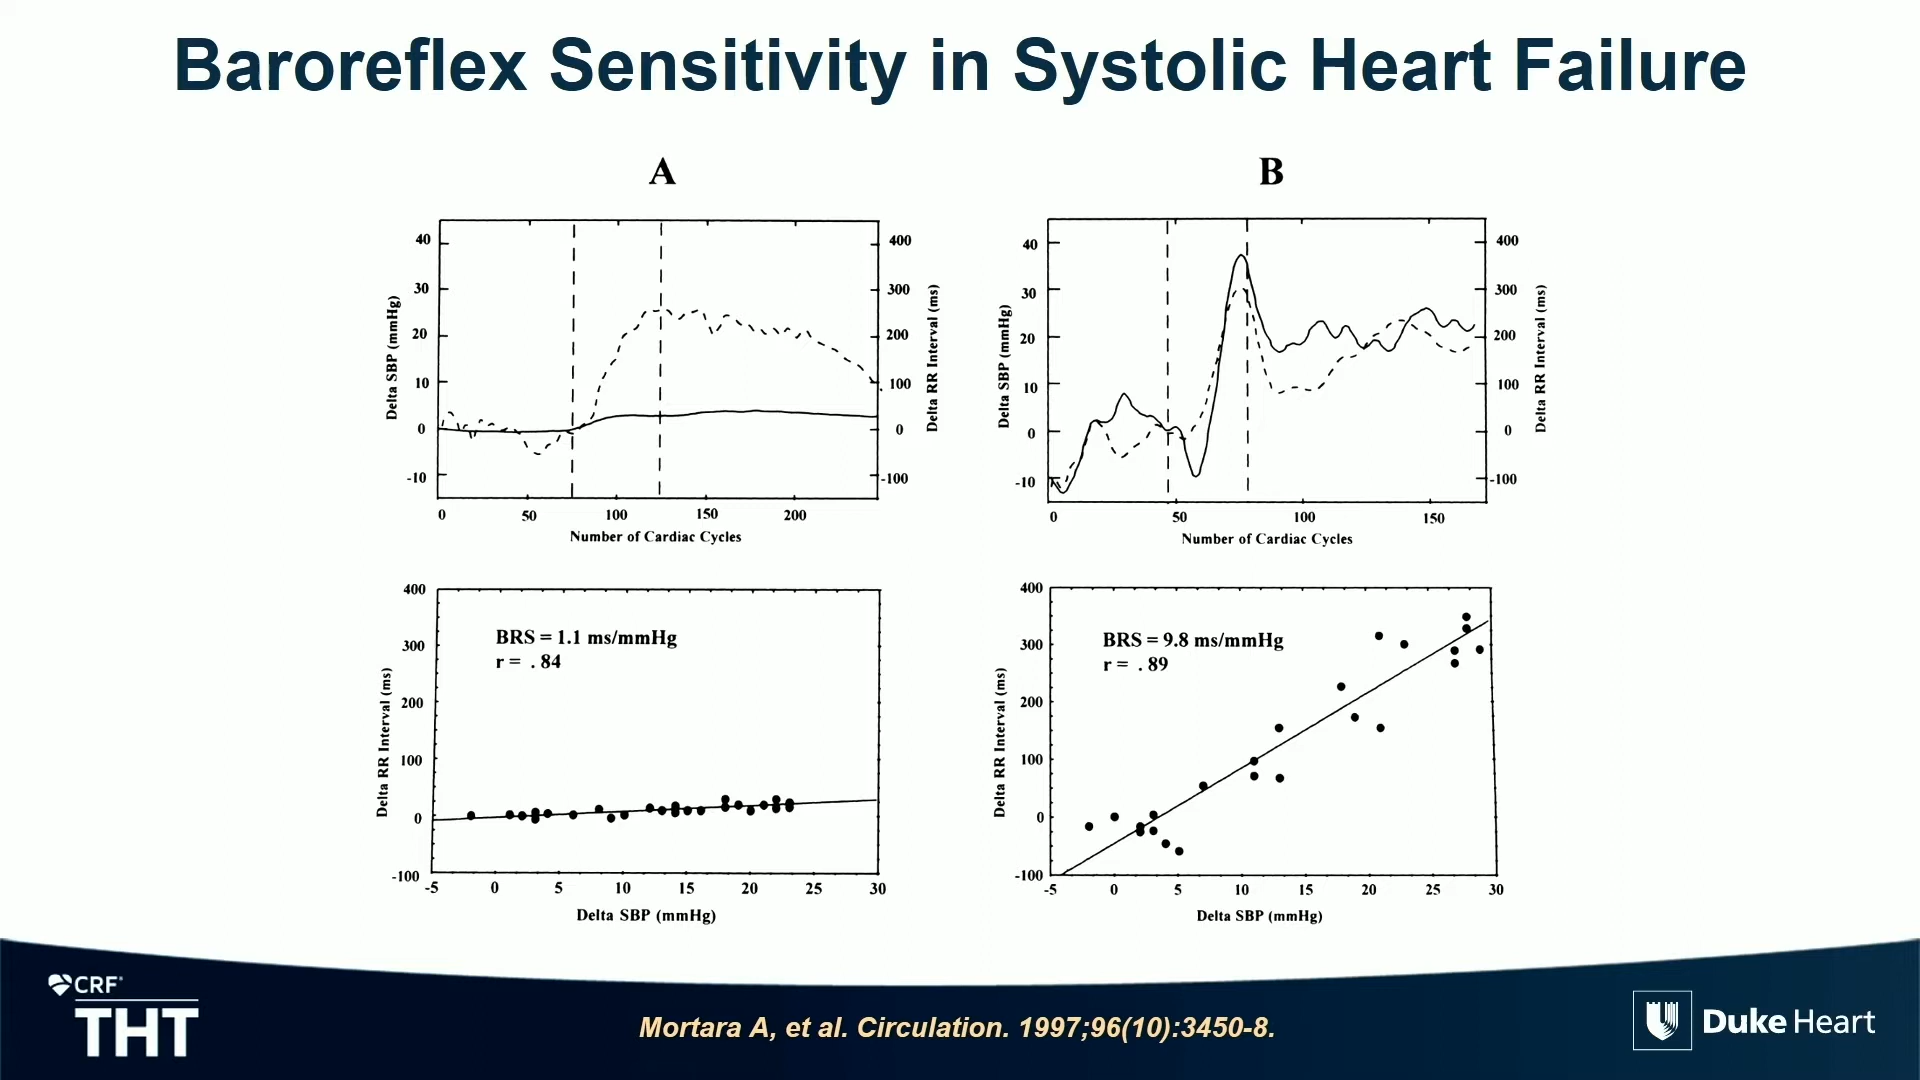 Baroreflex Sensitivity in Systolic Heart Failure
A
40
30
20
10
0
-10
Delta SBP (mmHg)
400
300
200
100
0
-100
Delta RR Interval (ms)
0 50 100 150 200
Number of Cardiac Cycles
B
40
30
20
10
0
-10
Delta SBP (mmHg)
400
300
200
100
0
-100
Delta RR Interval (ms)
0 50 100 150
Number of Cardiac Cycles
400
300
200
100
0
-100
Delta RR Interval (ms)
BRS = 1.1 ms/mmHg
r = . 84
-5 0 5 10 15 20 25 30
Delta SBP (mmHg)
400
300
200
100
0
-100
Delta RR Interval (ms)
BRS = 9.8 ms/mmHg
r = . 89
-5 0 5 10 15 20 25 30
Delta SBP (mmHg)
CRF
THT
Mortara A, et al. Circulation. 1997;96(10):3450-8.
Duke Heart